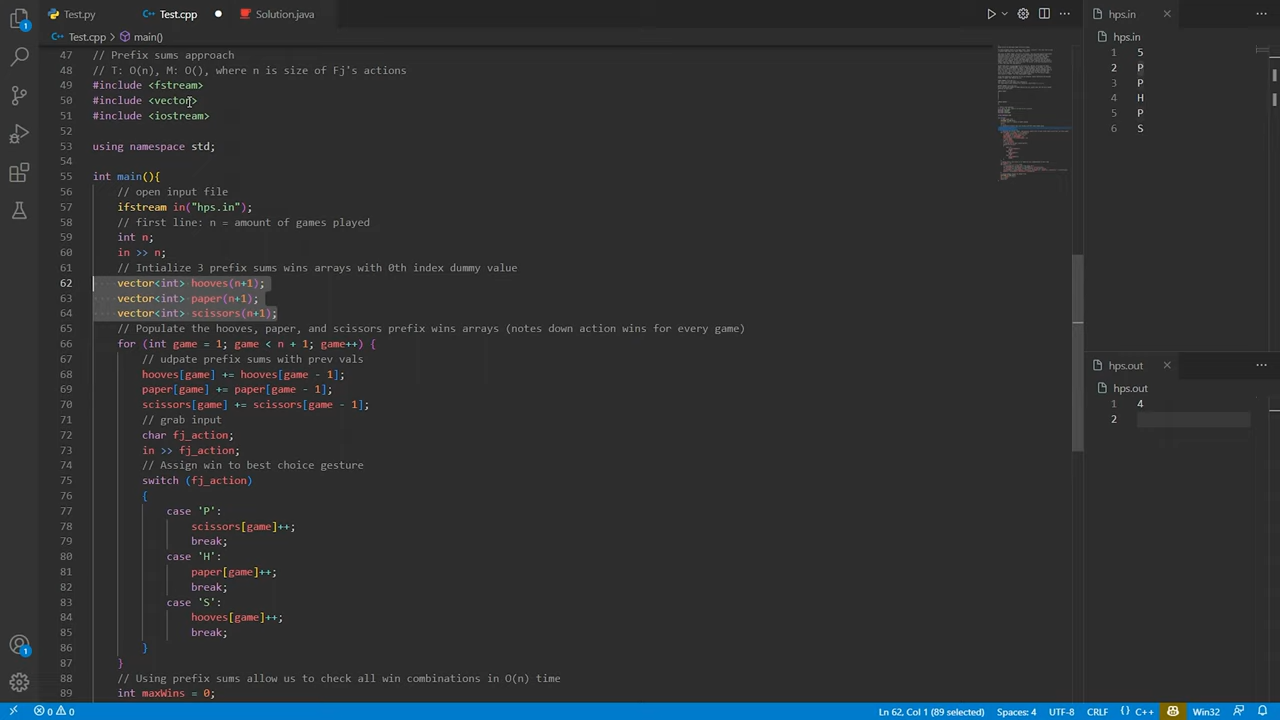 Test.py
Test.cpp
Solution.java
Test.cpp > main()
47 // Prefix sums approach
48 // T: O(n), M: O(), where n is size of Fj's actions
49 #include <fstream>
50 #include <vector>
51 #include <iostream>
52
53 using namespace std;
54
55 int main(){
56 // open input file
57 ifstream in("hps.in");
58 // first line: n = amount of games played
59 int n;
60 in >> n;
61 // Intialize 3 prefix sums wins arrays with 0th index dummy value
62 vector<int> hooves(n+1);
63 vector<int> paper(n+1);
64 vector<int> scissors(n+1);
65 // Populate the hooves, paper, and scissors prefix wins arrays (notes down action wins for every game)
66 for (int game = 1; game < n + 1; game++) {
67 // udpate prefix sums with prev vals
68 hooves[game] += hooves[game - 1];
69 paper[game] += paper[game - 1];
70 scissors[game] += scissors[game - 1];
71 // grab input
72 char fj_action;
73 in >> fj_action;
74 // Assign win to best choice gesture
75 switch (fj_action)
76 {
77 case 'P':
78 scissors[game]++;
79 break;
80 case 'H':
81 paper[game]++;
82 break;
83 case 'S':
84 hooves[game]++;
85 break;
86 }
87 }
88 // Using prefix sums allow us to check all win combinations in O(n) time
89 int maxWins = 0;
hps.in
hps.in
1 5
2 P
3 P
4 H
5 P
6 S
hps.out
hps.out
1 4
2
1
1
0 0
Ln 62, Col 1 (89 selected)
Spaces: 4
UTF-8
CRLF
{} C++
Win32